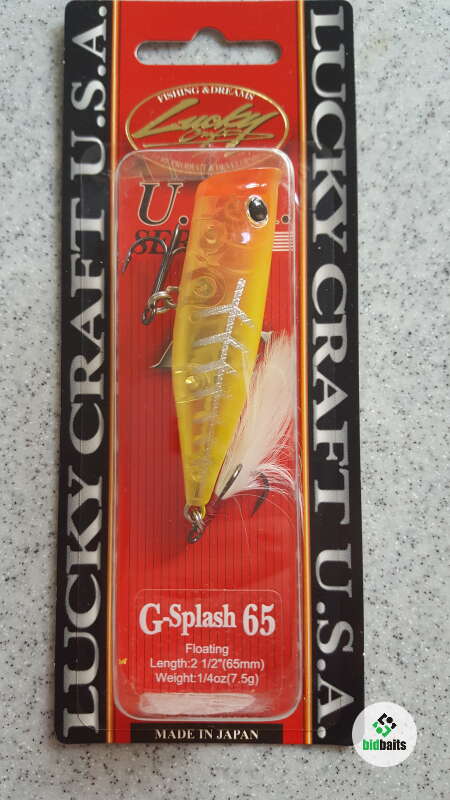 LUCKY CRAFT U.S.A.
LUCKY CRAFT U.S.A.
FISHING & DREAMS
Lucky
Craft
U.
SER
G-Splash 65
Floating
Length:2 1/2"(65mm)
Weight:1/4oz(7.5g)
MADE IN JAPAN
bidbaits